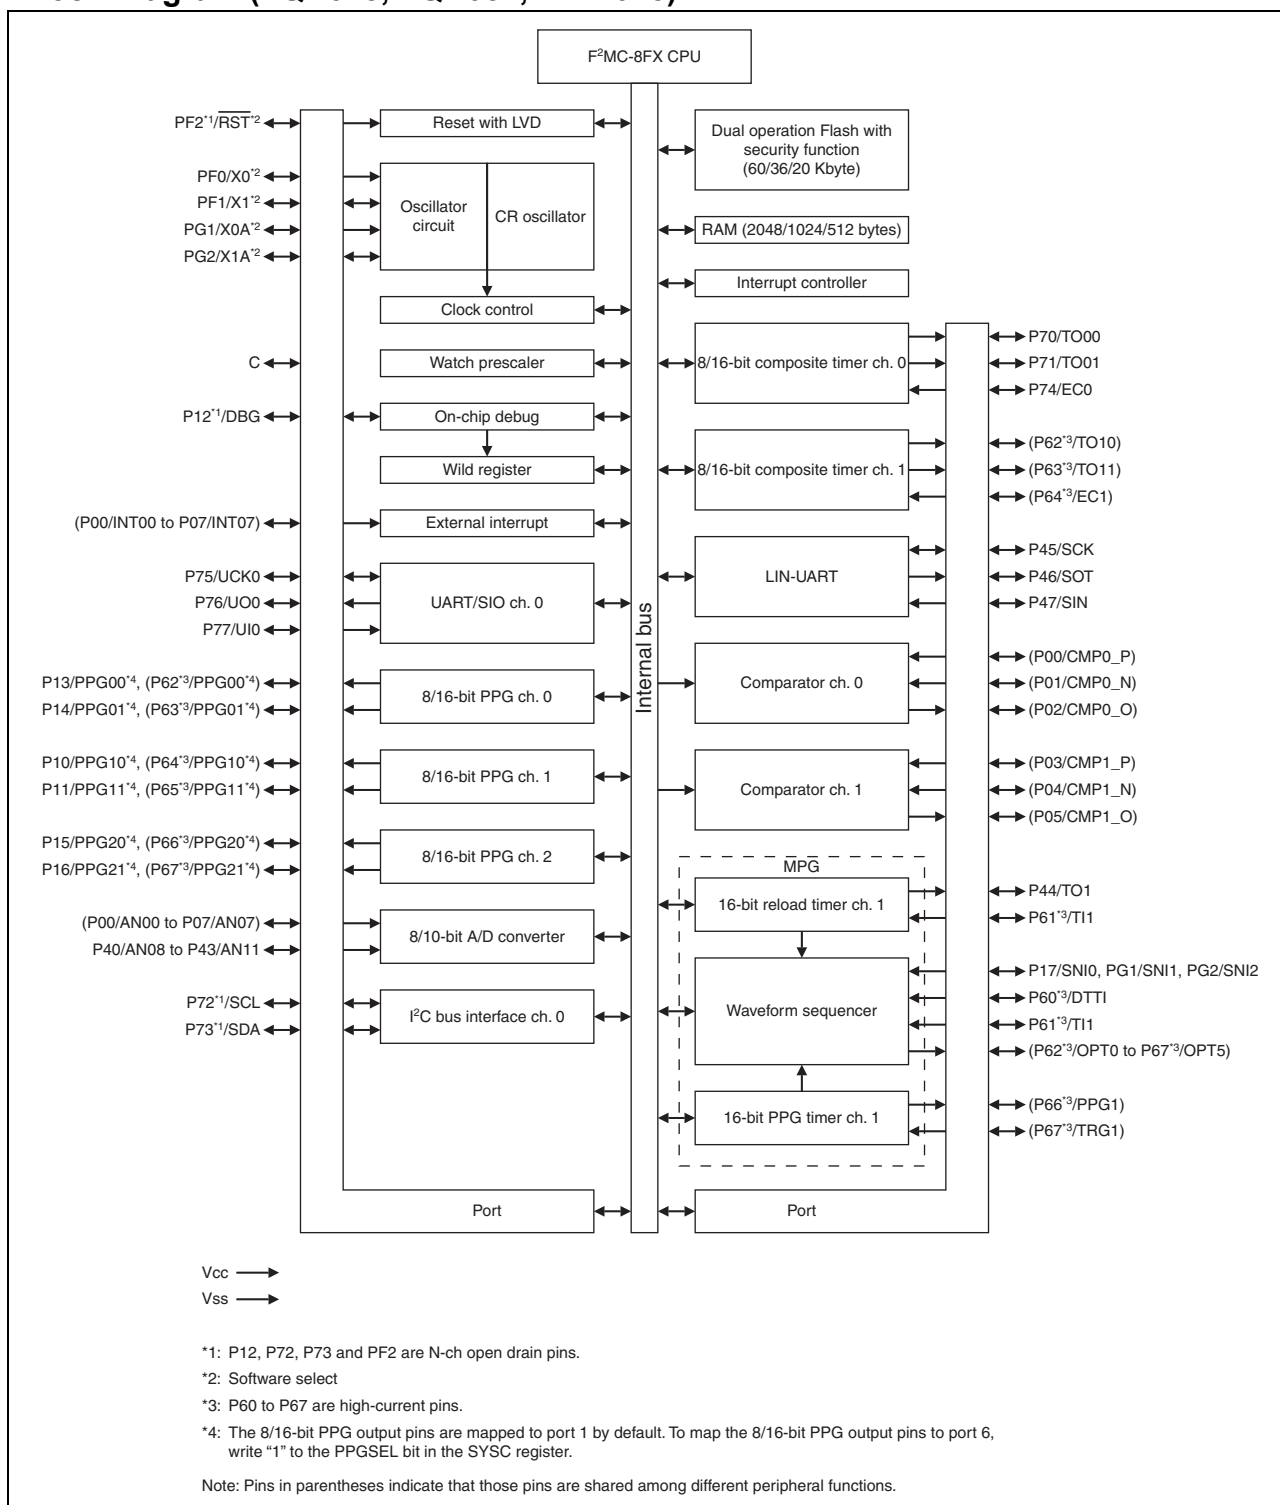 F²MC-8FX CPU
PF2*1/RST*2
Reset with LVD
Dual operation Flash with
security function
(60/36/20 Kbyte)
PF0/X0*2
PF1/X1*2
PG1/X0A*2
PG2/X1A*2
Oscillator
circuit
CR oscillator
RAM (2048/1024/512 bytes)
Interrupt controller
Clock control
C
Watch prescaler
8/16-bit composite timer ch. 0
P70/TO00
P71/TO01
P74/EC0
P12*1/DBG
On-chip debug
Wild register
8/16-bit composite timer ch. 1
(P62*3/TO10)
(P63*3/TO11)
(P64*3/EC1)
(P00/INT00 to P07/INT07)
External interrupt
P75/UCK0
P76/UO0
P77/UI0
UART/SIO ch. 0
LIN-UART
P45/SCK
P46/SOT
P47/SIN
Internal bus
P13/PPG00*4, (P62*3/PPG00*4)
P14/PPG01*4, (P63*3/PPG01*4)
8/16-bit PPG ch. 0
Comparator ch. 0
(P00/CMP0_P)
(P01/CMP0_N)
(P02/CMP0_O)
P10/PPG10*4, (P64*3/PPG10*4)
P11/PPG11*4, (P65*3/PPG11*4)
8/16-bit PPG ch. 1
Comparator ch. 1
(P03/CMP1_P)
(P04/CMP1_N)
(P05/CMP1_O)
P15/PPG20*4, (P66*3/PPG20*4)
P16/PPG21*4, (P67*3/PPG21*4)
8/16-bit PPG ch. 2
MPG
16-bit reload timer ch. 1
P44/TO1
P61*3/TI1
(P00/AN00 to P07/AN07)
P40/AN08 to P43/AN11
8/10-bit A/D converter
Waveform sequencer
P17/SNI0, PG1/SNI1, PG2/SNI2
P60*3/DTTI
P61*3/TI1
(P62*3/OPT0 to P67*3/OPT5)
P72*1/SCL
P73*1/SDA
I²C bus interface ch. 0
16-bit PPG timer ch. 1
(P66*3/PPG1)
(P67*3/TRG1)
Port
Port
Vcc
Vss
*1: P12, P72, P73 and PF2 are N-ch open drain pins.
*2: Software select
*3: P60 to P67 are high-current pins.
*4: The 8/16-bit PPG output pins are mapped to port 1 by default. To map the 8/16-bit PPG output pins to port 6,
write “1” to the PPGSEL bit in the SYSC register.
Note: Pins in parentheses indicate that those pins are shared among different peripheral functions.